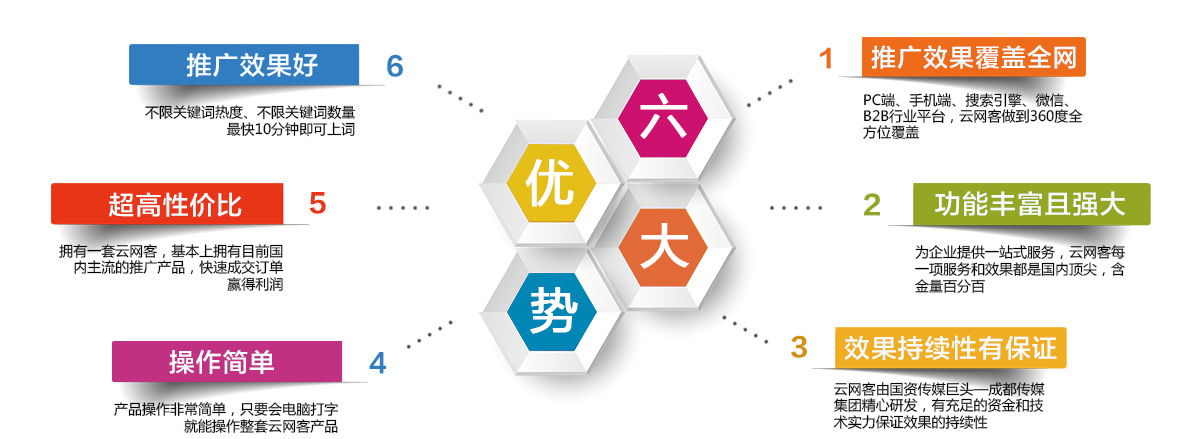 六
大
优
势
1
推广效果覆盖全网
PC端、手机端、搜索引擎、微信、
B2B行业平台，云网客做到360度全
方位覆盖
2
功能丰富且强大
为企业提供一站式服务，云网客每
一项服务和效果都是国内顶尖，含
金量百分百
3
效果持续性有保证
云网客由国资传媒巨头—成都传媒
集团精心研发，有充足的资金和技
术实力保证效果的持续性
4
操作简单
产品操作非常简单，只要会电脑打字
就能操作整套云网客产品
5
超高性价比
拥有一套云网客，基本上拥有目前国
内主流的推广产品，快速成交订单
赢得利润
6
推广效果好
不限关键词热度、不限关键词数量
最快10分钟即可上词